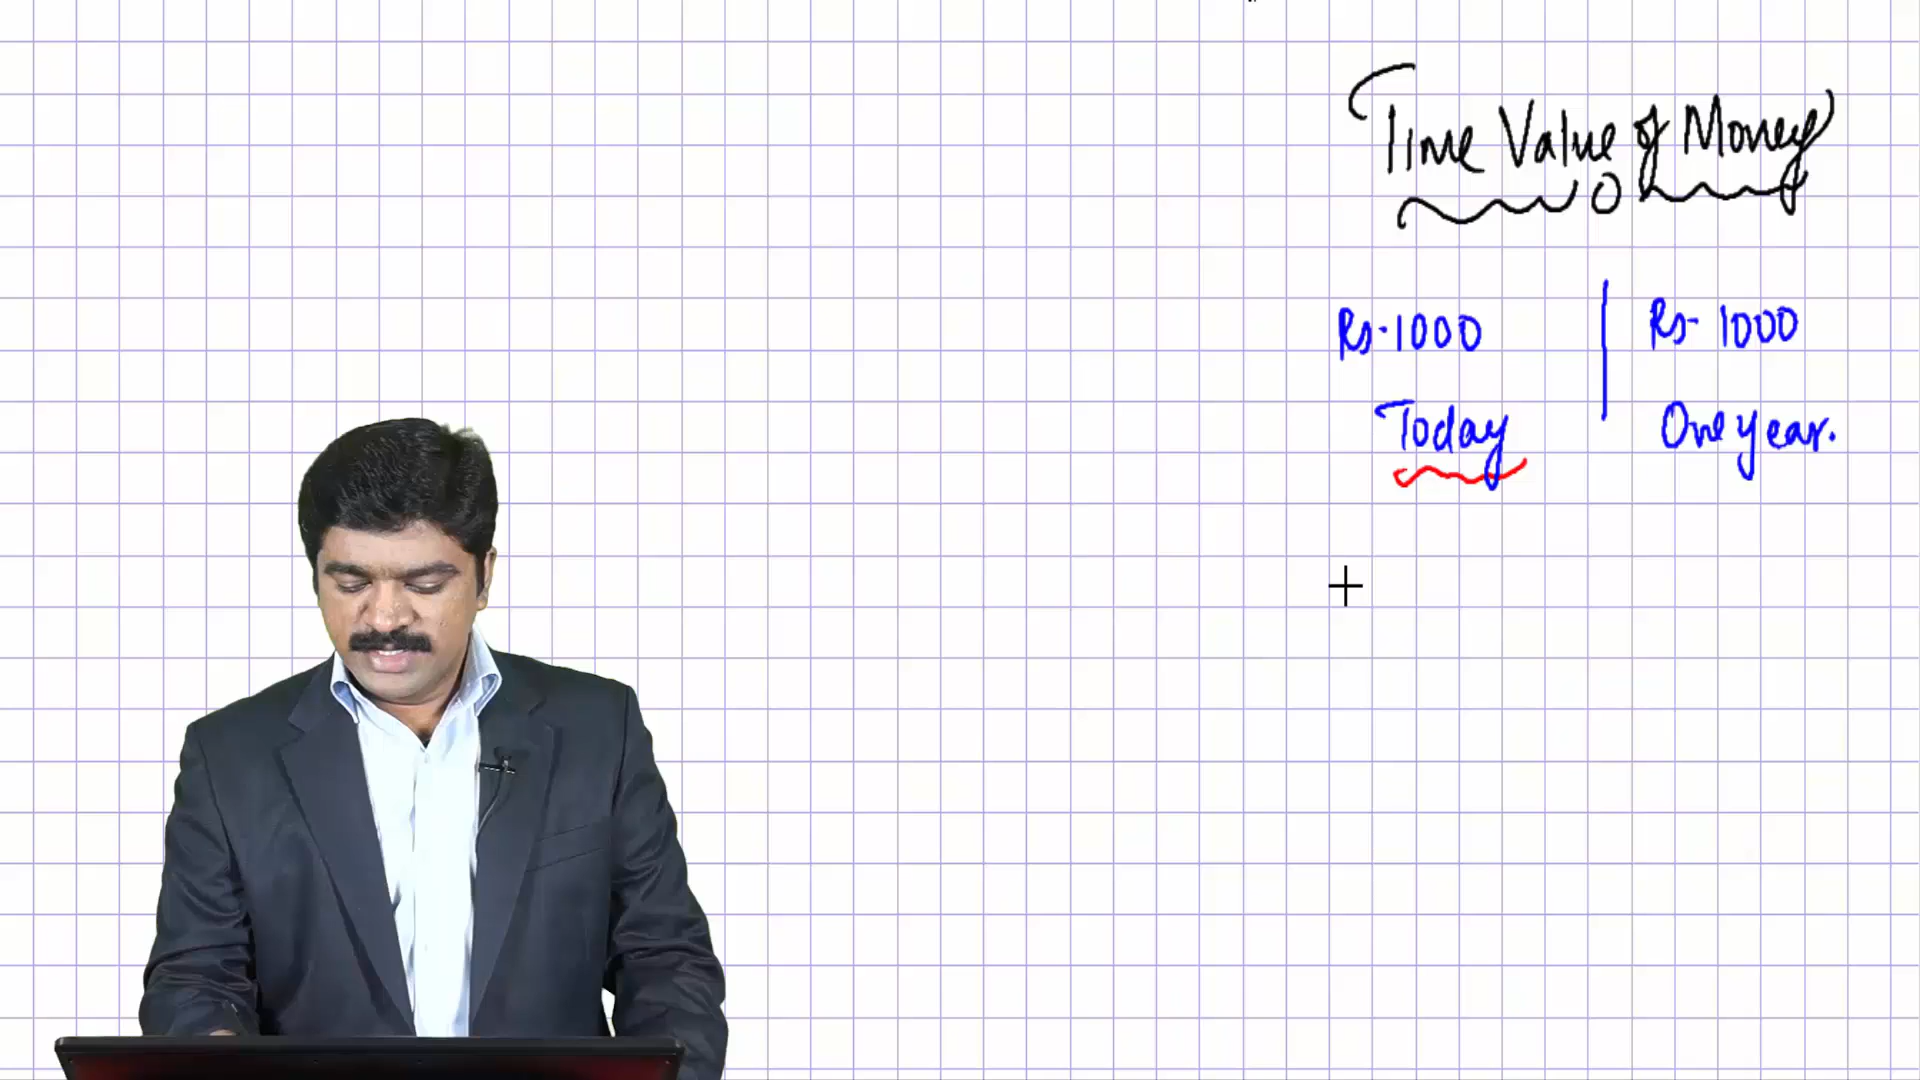 Time Value of Money
Rs. 1000 | Rs- 1000
Today One year.